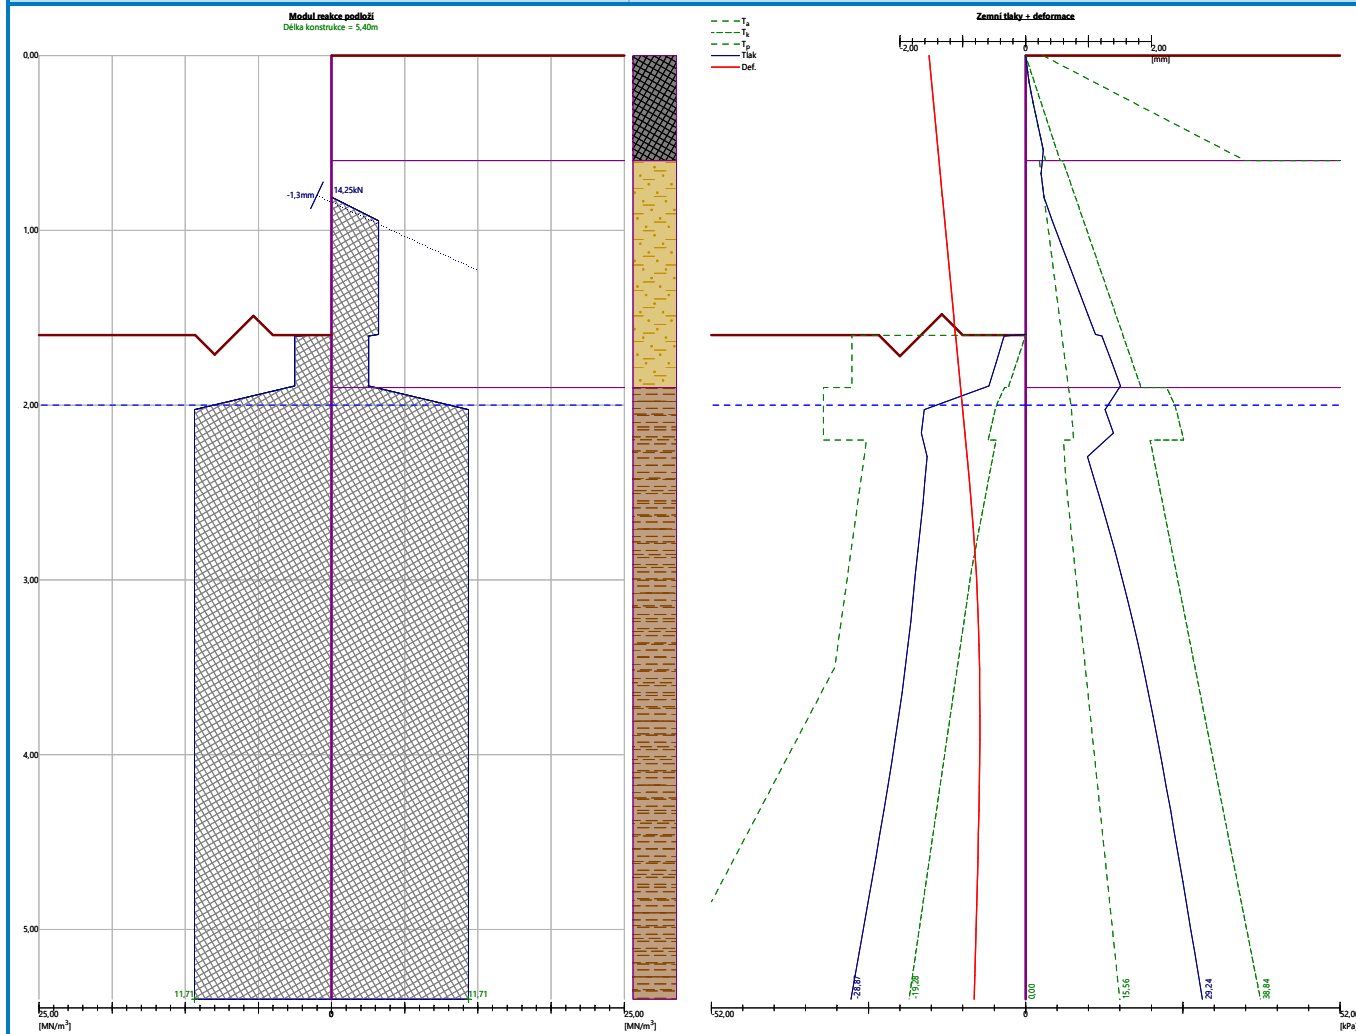 Modul reakce podloží
Délka konstrukce = 5,40m
0,00
1,00
2,00
3,00
4,00
5,00
-1,3mm
14,25kN
11,71
11,71
25,00
0
25,00
[MN/m³]
[MN/m³]
Ta
Tk
Tp
Tlak
Def.
Zemní tlaky + deformace
-2,00
0
2,00
[mm]
-28,87
-19,28
0,00
15,56
29,24
38,84
-52,00
0
52,00
[kPa]